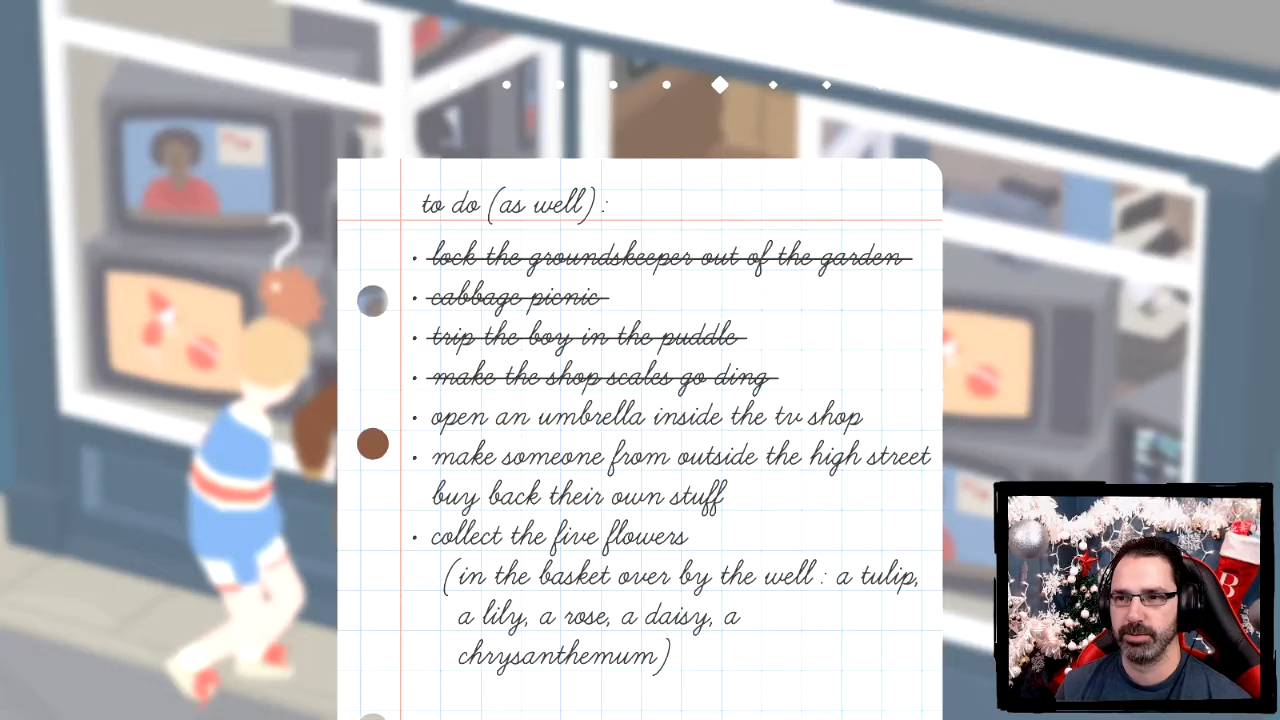 to do (as well) :
• lock the groundskeeper out of the garden
• cabbage picnic
• trip the boy in the puddle
• make the shop scales go ding
• open an umbrella inside the tv shop
• make someone from outside the high street
buy back their own stuff
• collect the five flowers
(in the basket over by the well : a tulip,
a lily, a rose, a daisy, a
chrysanthemum)
B